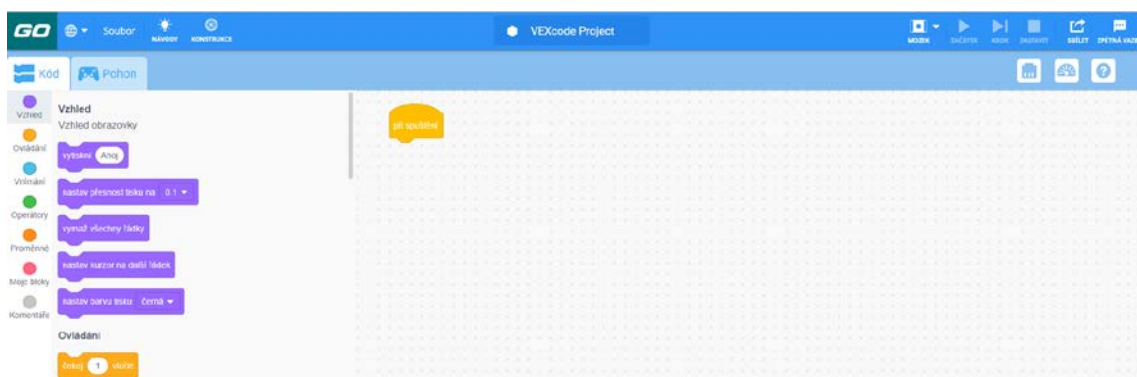 GO
Soubor
NÁVODY
KONSTRUKCE
VEXcode Project
MOZEK
ZAČÁTEK
KROK
ZASTAVIT
SDÍLET
ZPĚTNÁ VAZB
Kód
Pohon
Vzhled
Ovládání
Vnímání
Operátory
Proměnné
Moje bloky
Komentáře
Vzhled
Vzhled obrazovky
vytiskni Ahoj
nastav přesnost tisku na 0.1
vymaž všechny řádky
nastav kurzor na další řádek
nastav barvu tisku černá
Ovládání
čekej 1 vteřin
při spuštění